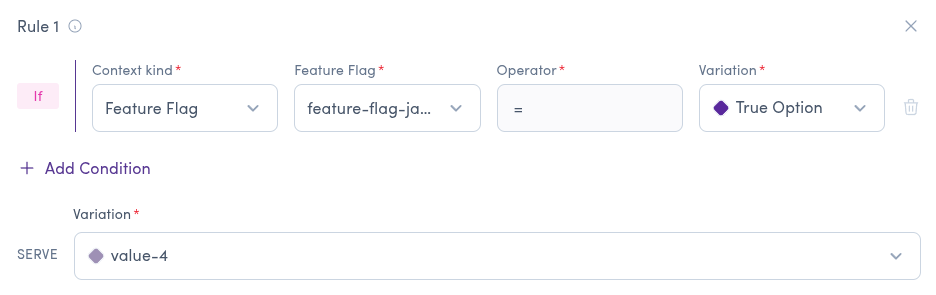 Rule 1
Context kind* Feature Flag* Operator* Variation*
If Feature Flag feature-flag-ja... = True Option
+ Add Condition
Variation*
SERVE value-4